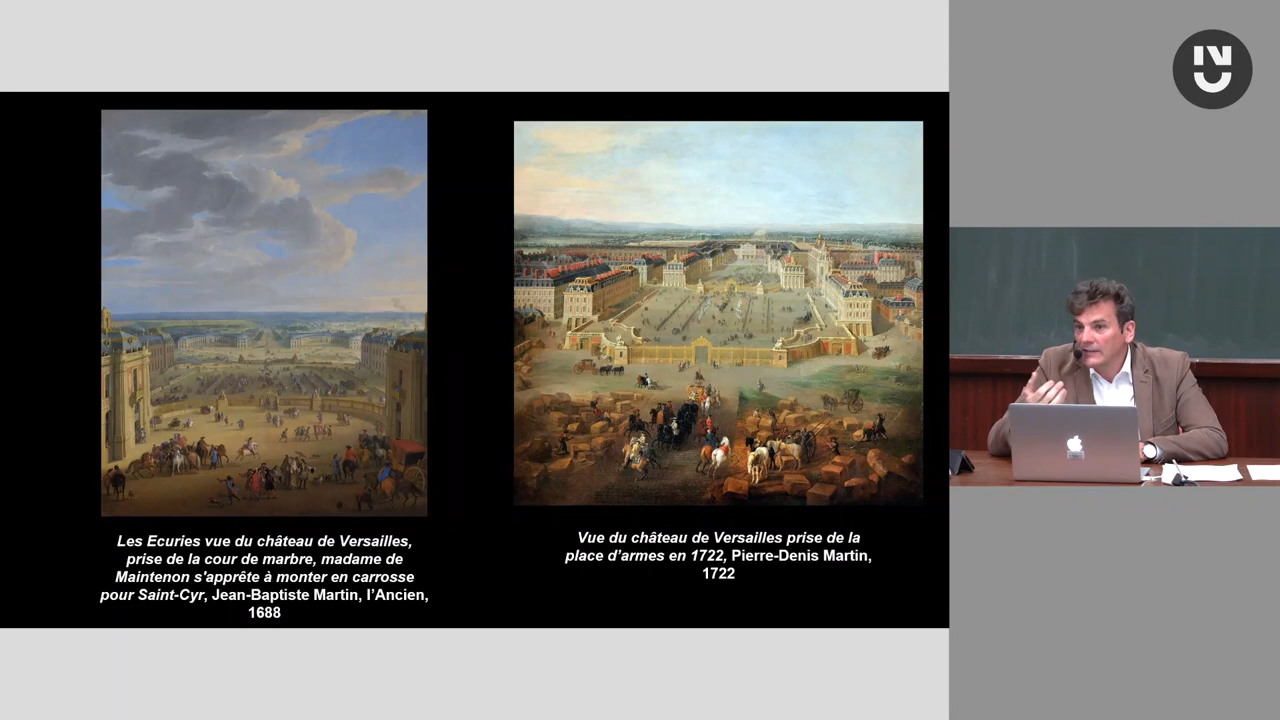 Les Ecuries vue du château de Versailles,
prise de la cour de marbre, madame de
Maintenon s'apprête à monter en carrosse
pour Saint-Cyr, Jean-Baptiste Martin, l’Ancien,
1688
Vue du château de Versailles prise de la
place d’armes en 1722, Pierre-Denis Martin,
1722